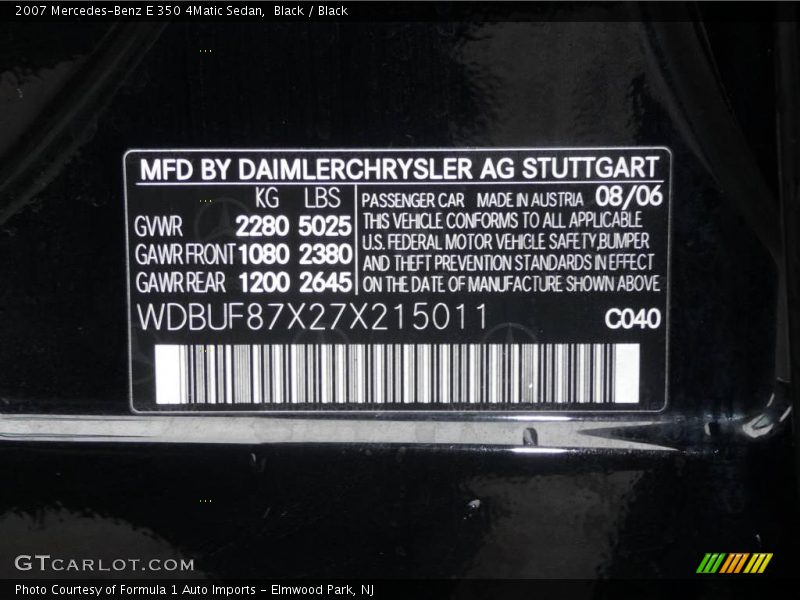 2007 Mercedes-Benz E 350 4Matic Sedan, Black / Black
MFD BY DAIMLERCHRYSLER AG STUTTGART
KG LBS
GVWR 2280 5025
GAWR FRONT 1080 2380
GAWR REAR 1200 2645
PASSENGER CAR MADE IN AUSTRIA 08/06
THIS VEHICLE CONFORMS TO ALL APPLICABLE
U.S. FEDERAL MOTOR VEHICLE SAFETY,BUMPER
AND THEFT PREVENTION STANDARDS IN EFFECT
ON THE DATE OF MANUFACTURE SHOWN ABOVE
WDBUF87X27X215011 C040
GTCARLOT.COM
Photo Courtesy of Formula 1 Auto Imports - Elmwood Park, NJ